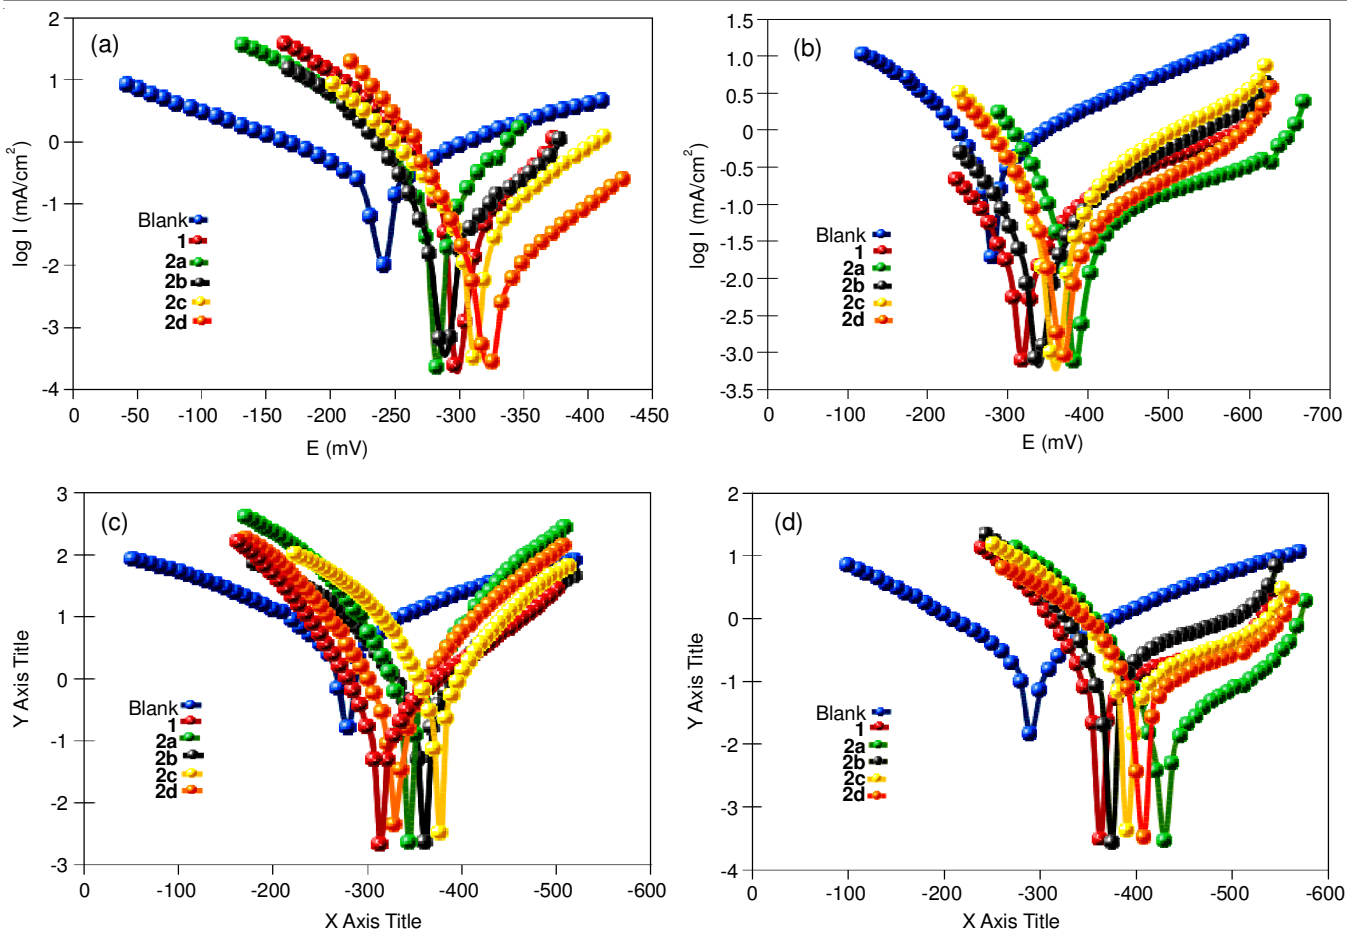 (a)
2
1
0
-1
-2
-3
-4
log I (mA/cm²)
Blank
1
2a
2b
2c
2d
0 -50 -100 -150 -200 -250 -300 -350 -400 -450
E (mV)
(b)
1.5
1.0
0.5
0
-0.5
-1.0
-1.5
-2.0
-2.5
-3.0
-3.5
log I (mA/cm²)
Blank
1
2a
2b
2c
2d
0 -100 -200 -300 -400 -500 -600 -700
E (mV)
(c)
3
2
1
0
-1
-2
-3
Y Axis Title
Blank
1
2a
2b
2c
2d
0 -100 -200 -300 -400 -500 -600
X Axis Title
(d)
2
1
0
-1
-2
-3
-4
Y Axis Title
Blank
1
2a
2b
2c
2d
0 -100 -200 -300 -400 -500 -600
X Axis Title